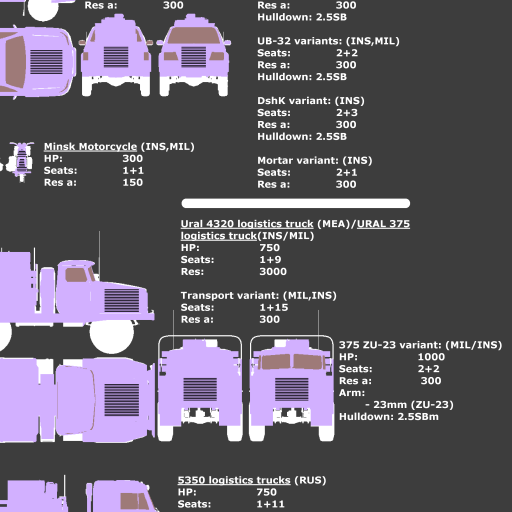 Res a: 300
Res a: 300
Hulldown: 2.5SB
UB-32 variants: (INS,MIL)
Seats: 2+2
Res a: 300
Hulldown: 2.5SB
DshK variant: (INS)
Seats: 2+3
Res a: 300
Hulldown: 2.5SB
Mortar variant: (INS)
Seats: 2+1
Res a: 300
Minsk Motorcycle (INS,MIL)
HP: 300
Seats: 1+1
Res a: 150
Ural 4320 logistics truck (MEA)/URAL 375
logistics truck(INS/MIL)
HP: 750
Seats: 1+9
Res: 3000
Transport variant: (MIL,INS)
Seats: 1+15
Res a: 300
375 ZU-23 variant: (MIL/INS)
HP: 1000
Seats: 2+2
Res a: 300
Arm:
- 23mm (ZU-23)
Hulldown: 2.5SBm
5350 logistics trucks (RUS)
HP: 750
Seats: 1+11